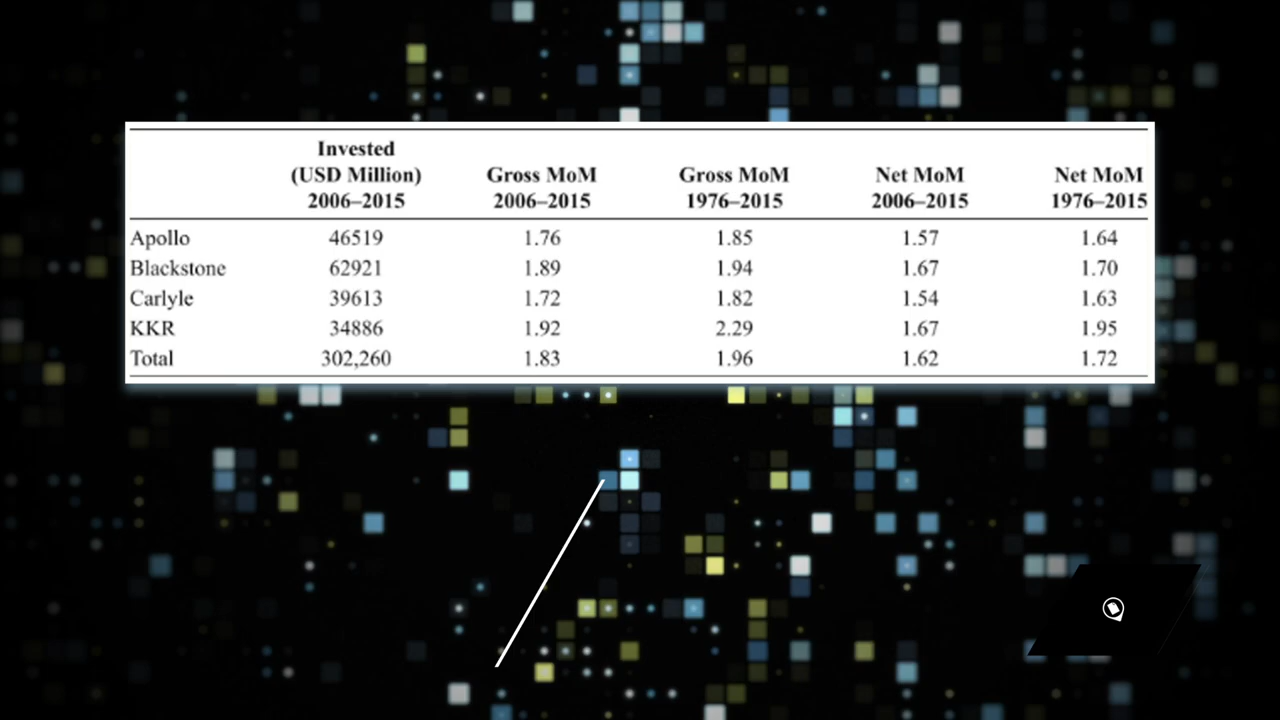 Invested
(USD Million) Gross MoM Gross MoM Net MoM Net MoM
2006–2015 2006–2015 1976–2015 2006–2015 1976–2015
Apollo 46519 1.76 1.85 1.57 1.64
Blackstone 62921 1.89 1.94 1.67 1.70
Carlyle 39613 1.72 1.82 1.54 1.63
KKR 34886 1.92 2.29 1.67 1.95
Total 302,260 1.83 1.96 1.62 1.72